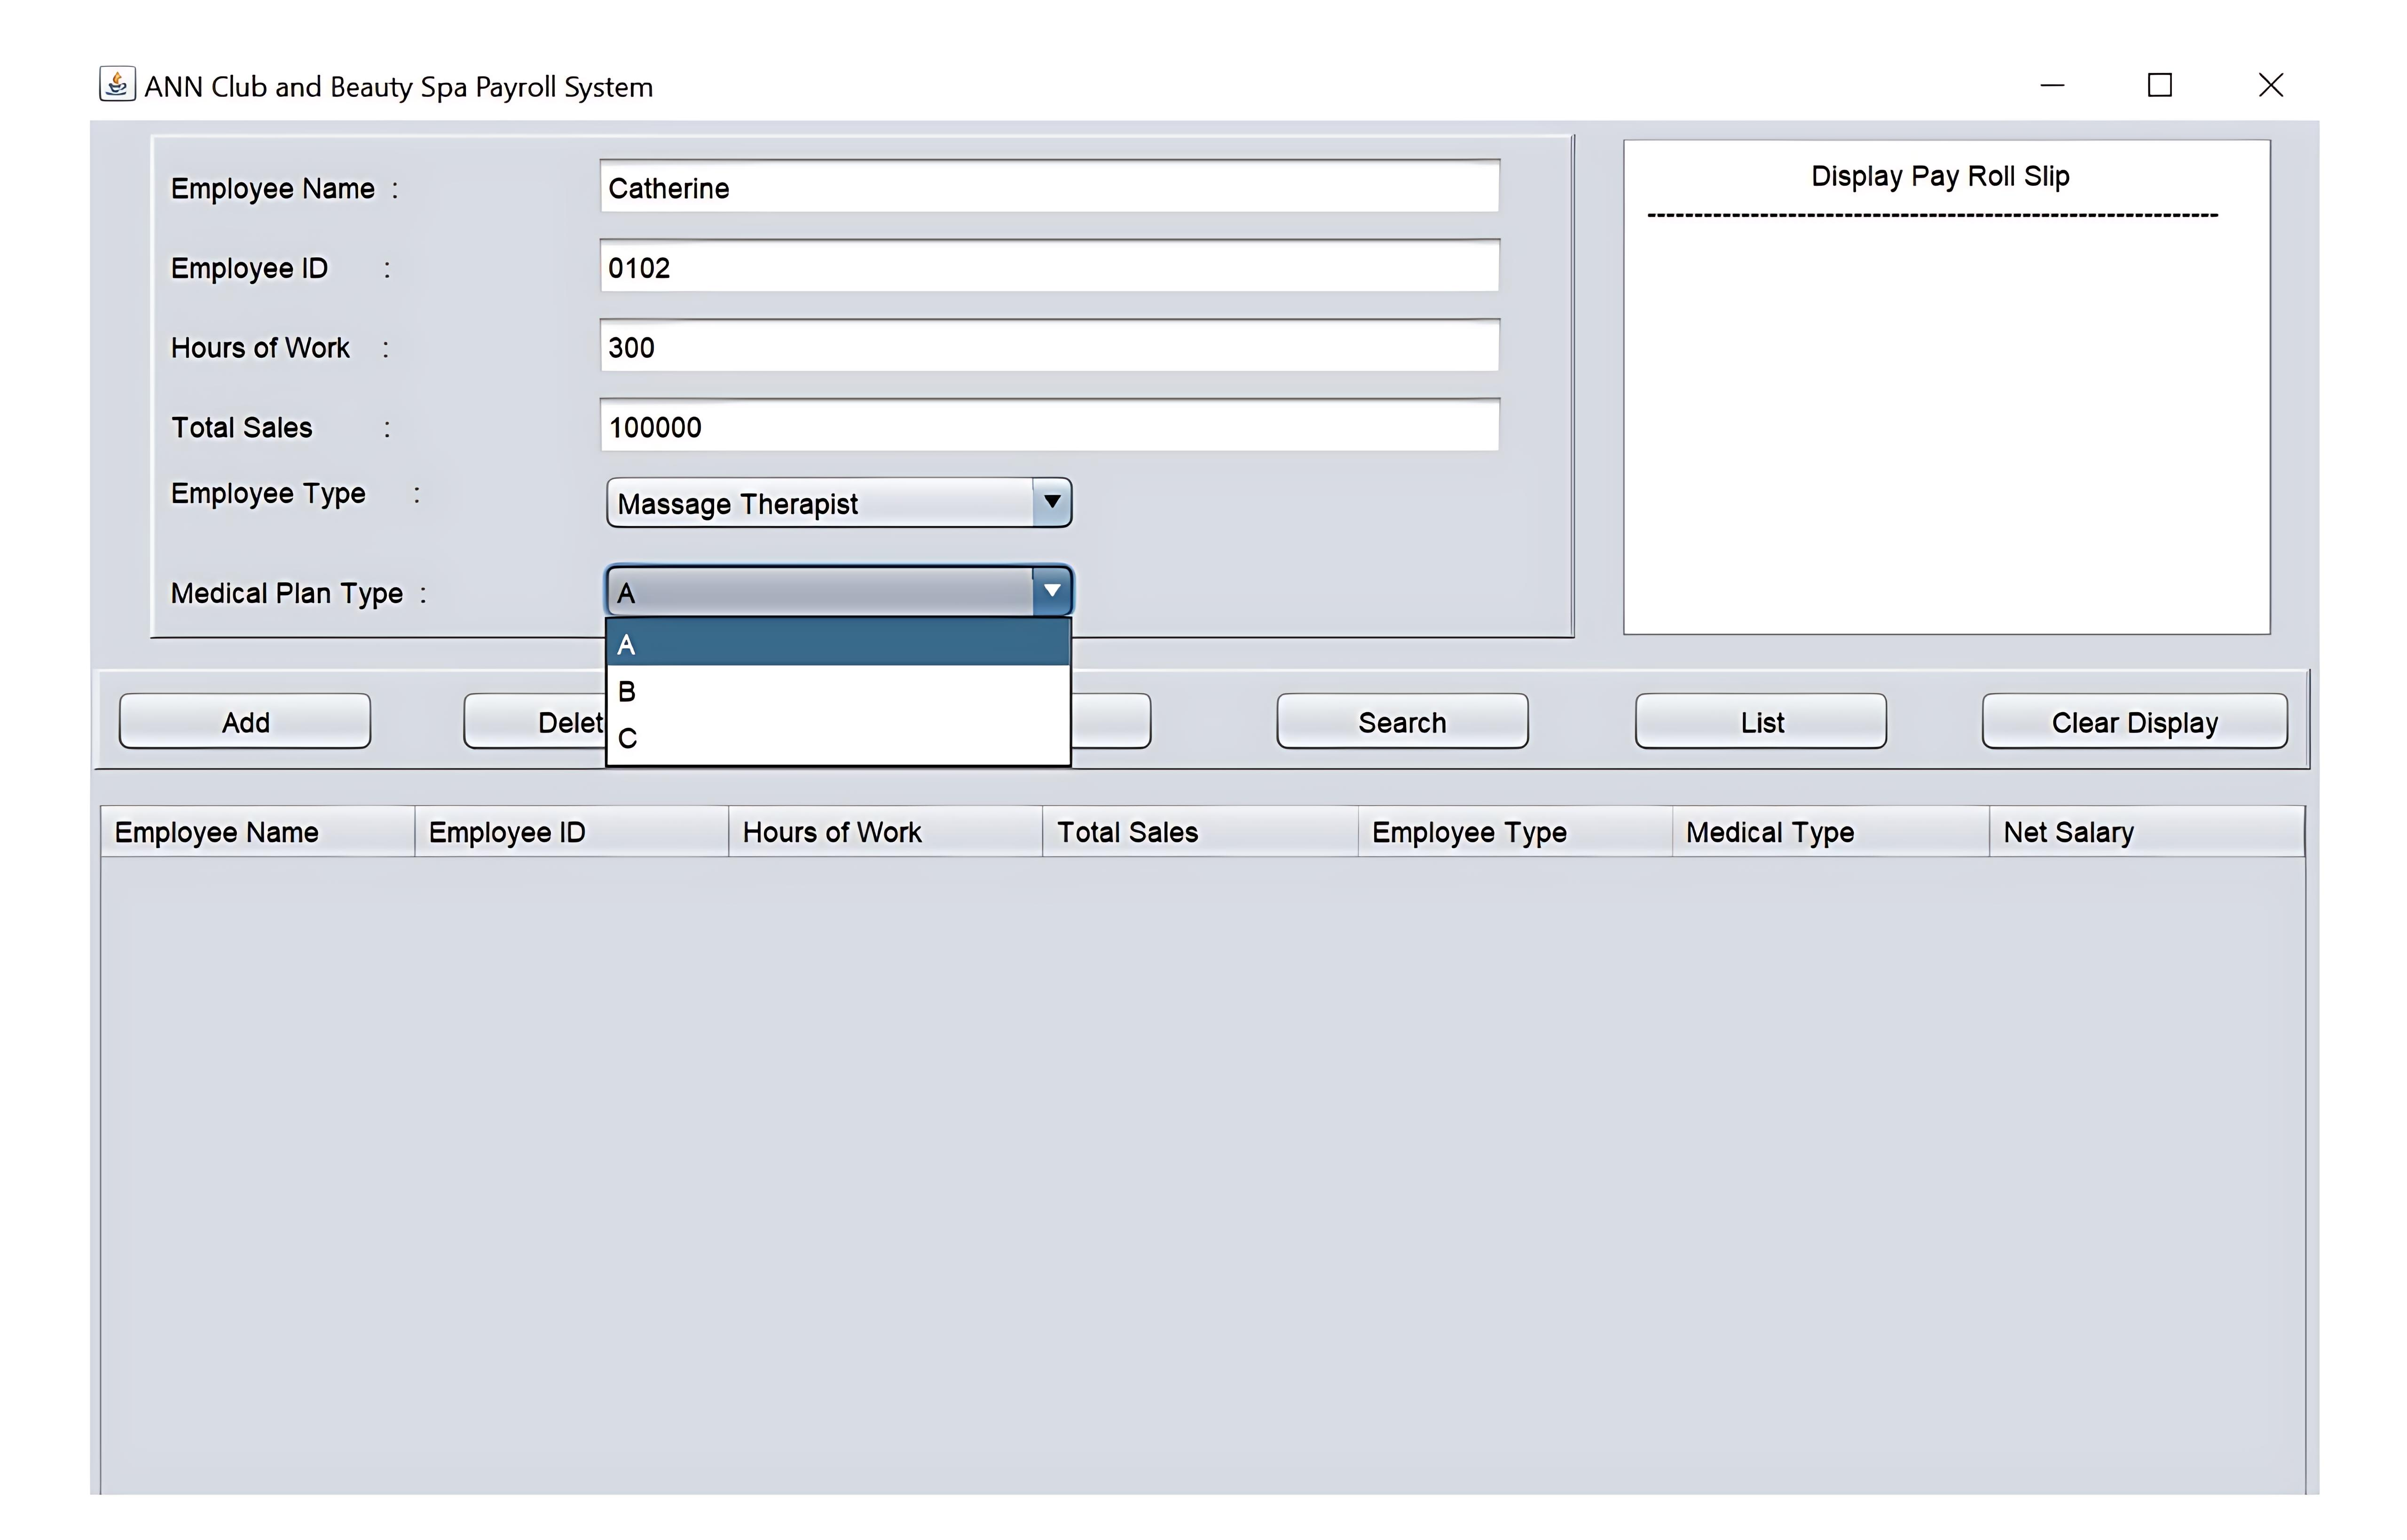 ANN Club and Beauty Spa Payroll System
Employee Name : Catherine
Employee ID : 0102
Hours of Work : 300
Total Sales : 100000
Employee Type : Massage Therapist
Medical Plan Type : A
A
B
C
Display Pay Roll Slip
--------------------------------------------------------------
Add Delet Search List Clear Display
Employee Name Employee ID Hours of Work Total Sales Employee Type Medical Type Net Salary